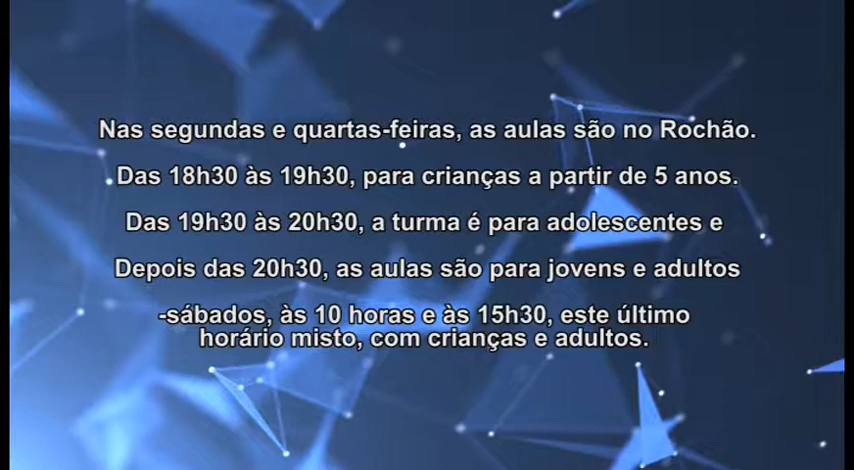 Nas segundas e quartas-feiras, as aulas são no Rochão.
Das 18h30 às 19h30, para crianças a partir de 5 anos.
Das 19h30 às 20h30, a turma é para adolescentes e
Depois das 20h30, as aulas são para jovens e adultos
-sábados, às 10 horas e às 15h30, este último
horário misto, com crianças e adultos.